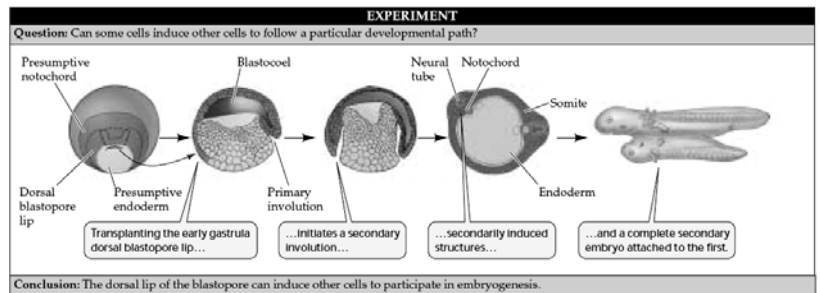 EXPERIMENT
Question: Can some cells induce other cells to follow a particular developmental path?
Presumptive
notochord
Blastocoel
Neural
tube
Notochord
Somite
Dorsal
blastopore
lip
Presumptive
endoderm
Primary
involution
Endoderm
Transplanting the early gastrula
dorsal blastopore lip…
…initiates a secondary
involution…
…secondarily induced
structures…
…and a complete secondary
embryo attached to the first.
Conclusion: The dorsal lip of the blastopore can induce other cells to participate in embryogenesis.